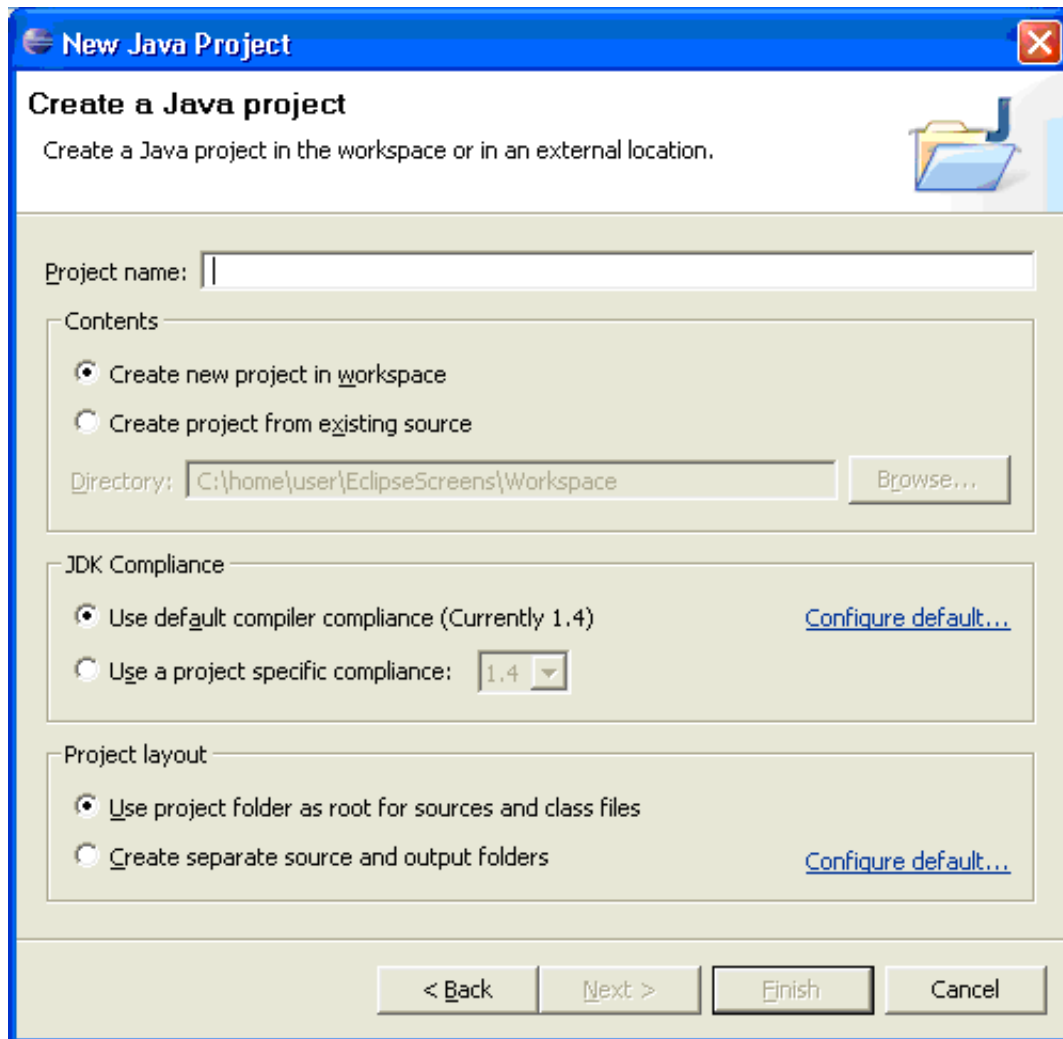 New Java Project
Create a Java project
Create a Java project in the workspace or in an external location.
Project name:
Contents
Create new project in workspace
Create project from existing source
Directory: C:\home\user\EclipseScreens\Workspace Browse...
JDK Compliance
Use default compiler compliance (Currently 1.4) Configure default...
Use a project specific compliance: 1.4
Project layout
Use project folder as root for sources and class files
Create separate source and output folders Configure default...
< Back Next > Finish Cancel